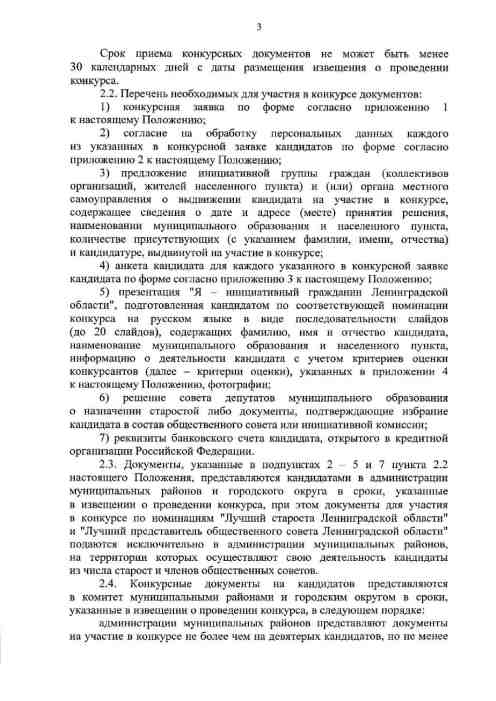 3
Срок приема конкурсных документов не может быть менее
30 календарных дней с даты размещения извещения о проведении
конкурса.
2.2. Перечень необходимых для участия в конкурсе документов:
1) конкурсная заявка по форме согласно приложению 1
к настоящему Положению;
2) согласие на обработку персональных данных каждого
из указанных в конкурсной заявке кандидатов по форме согласно
приложению 2 к настоящему Положению;
3) предложение инициативной группы граждан (коллективов
организаций, жителей населенного пункта) и (или) органа местного
самоуправления о выдвижении кандидата на участие в конкурсе,
содержащее сведения о дате и адресе (месте) принятия решения,
наименовании муниципального образования и населенного пункта,
количестве присутствующих (с указанием фамилии, имени, отчества)
и кандидатуре, выдвинутой на участие в конкурсе;
4) анкета кандидата для каждого указанного в конкурсной заявке
кандидата по форме согласно приложению 3 к настоящему Положению;
5) презентация "Я – инициативный гражданин Ленинградской
области", подготовленная кандидатом по соответствующей номинации
конкурса на русском языке в виде последовательности слайдов
(до 20 слайдов), содержащих фамилию, имя и отчество кандидата,
наименование муниципального образования и населенного пункта,
информацию о деятельности кандидата с учетом критериев оценки
конкурсантов (далее – критерии оценки), указанных в приложении 4
к настоящему Положению, фотографии;
6) решение совета депутатов муниципального образования
о назначении старостой либо документы, подтверждающие избрание
кандидата в состав общественного совета или инициативной комиссии;
7) реквизиты банковского счета кандидата, открытого в кредитной
организации Российской Федерации.
2.3. Документы, указанные в подпунктах 2 – 5 и 7 пункта 2.2
настоящего Положения, представляются кандидатами в администрации
муниципальных районов и городского округа в сроки, указанные
в извещении о проведении конкурса, при этом документы для участия
в конкурсе по номинациям "Лучший староста Ленинградской области"
и "Лучший представитель общественного совета Ленинградской области"
подаются исключительно в администрации муниципальных районов,
на территории которых осуществляют свою деятельность кандидаты
из числа старост и членов общественных советов.
2.4. Конкурсные документы на кандидатов представляются
в комитет муниципальными районами и городским округом в сроки,
указанные в извещении о проведении конкурса, в следующем порядке:
администрации муниципальных районов представляют документы
на участие в конкурсе не более чем на девятерых кандидатов, но не менее